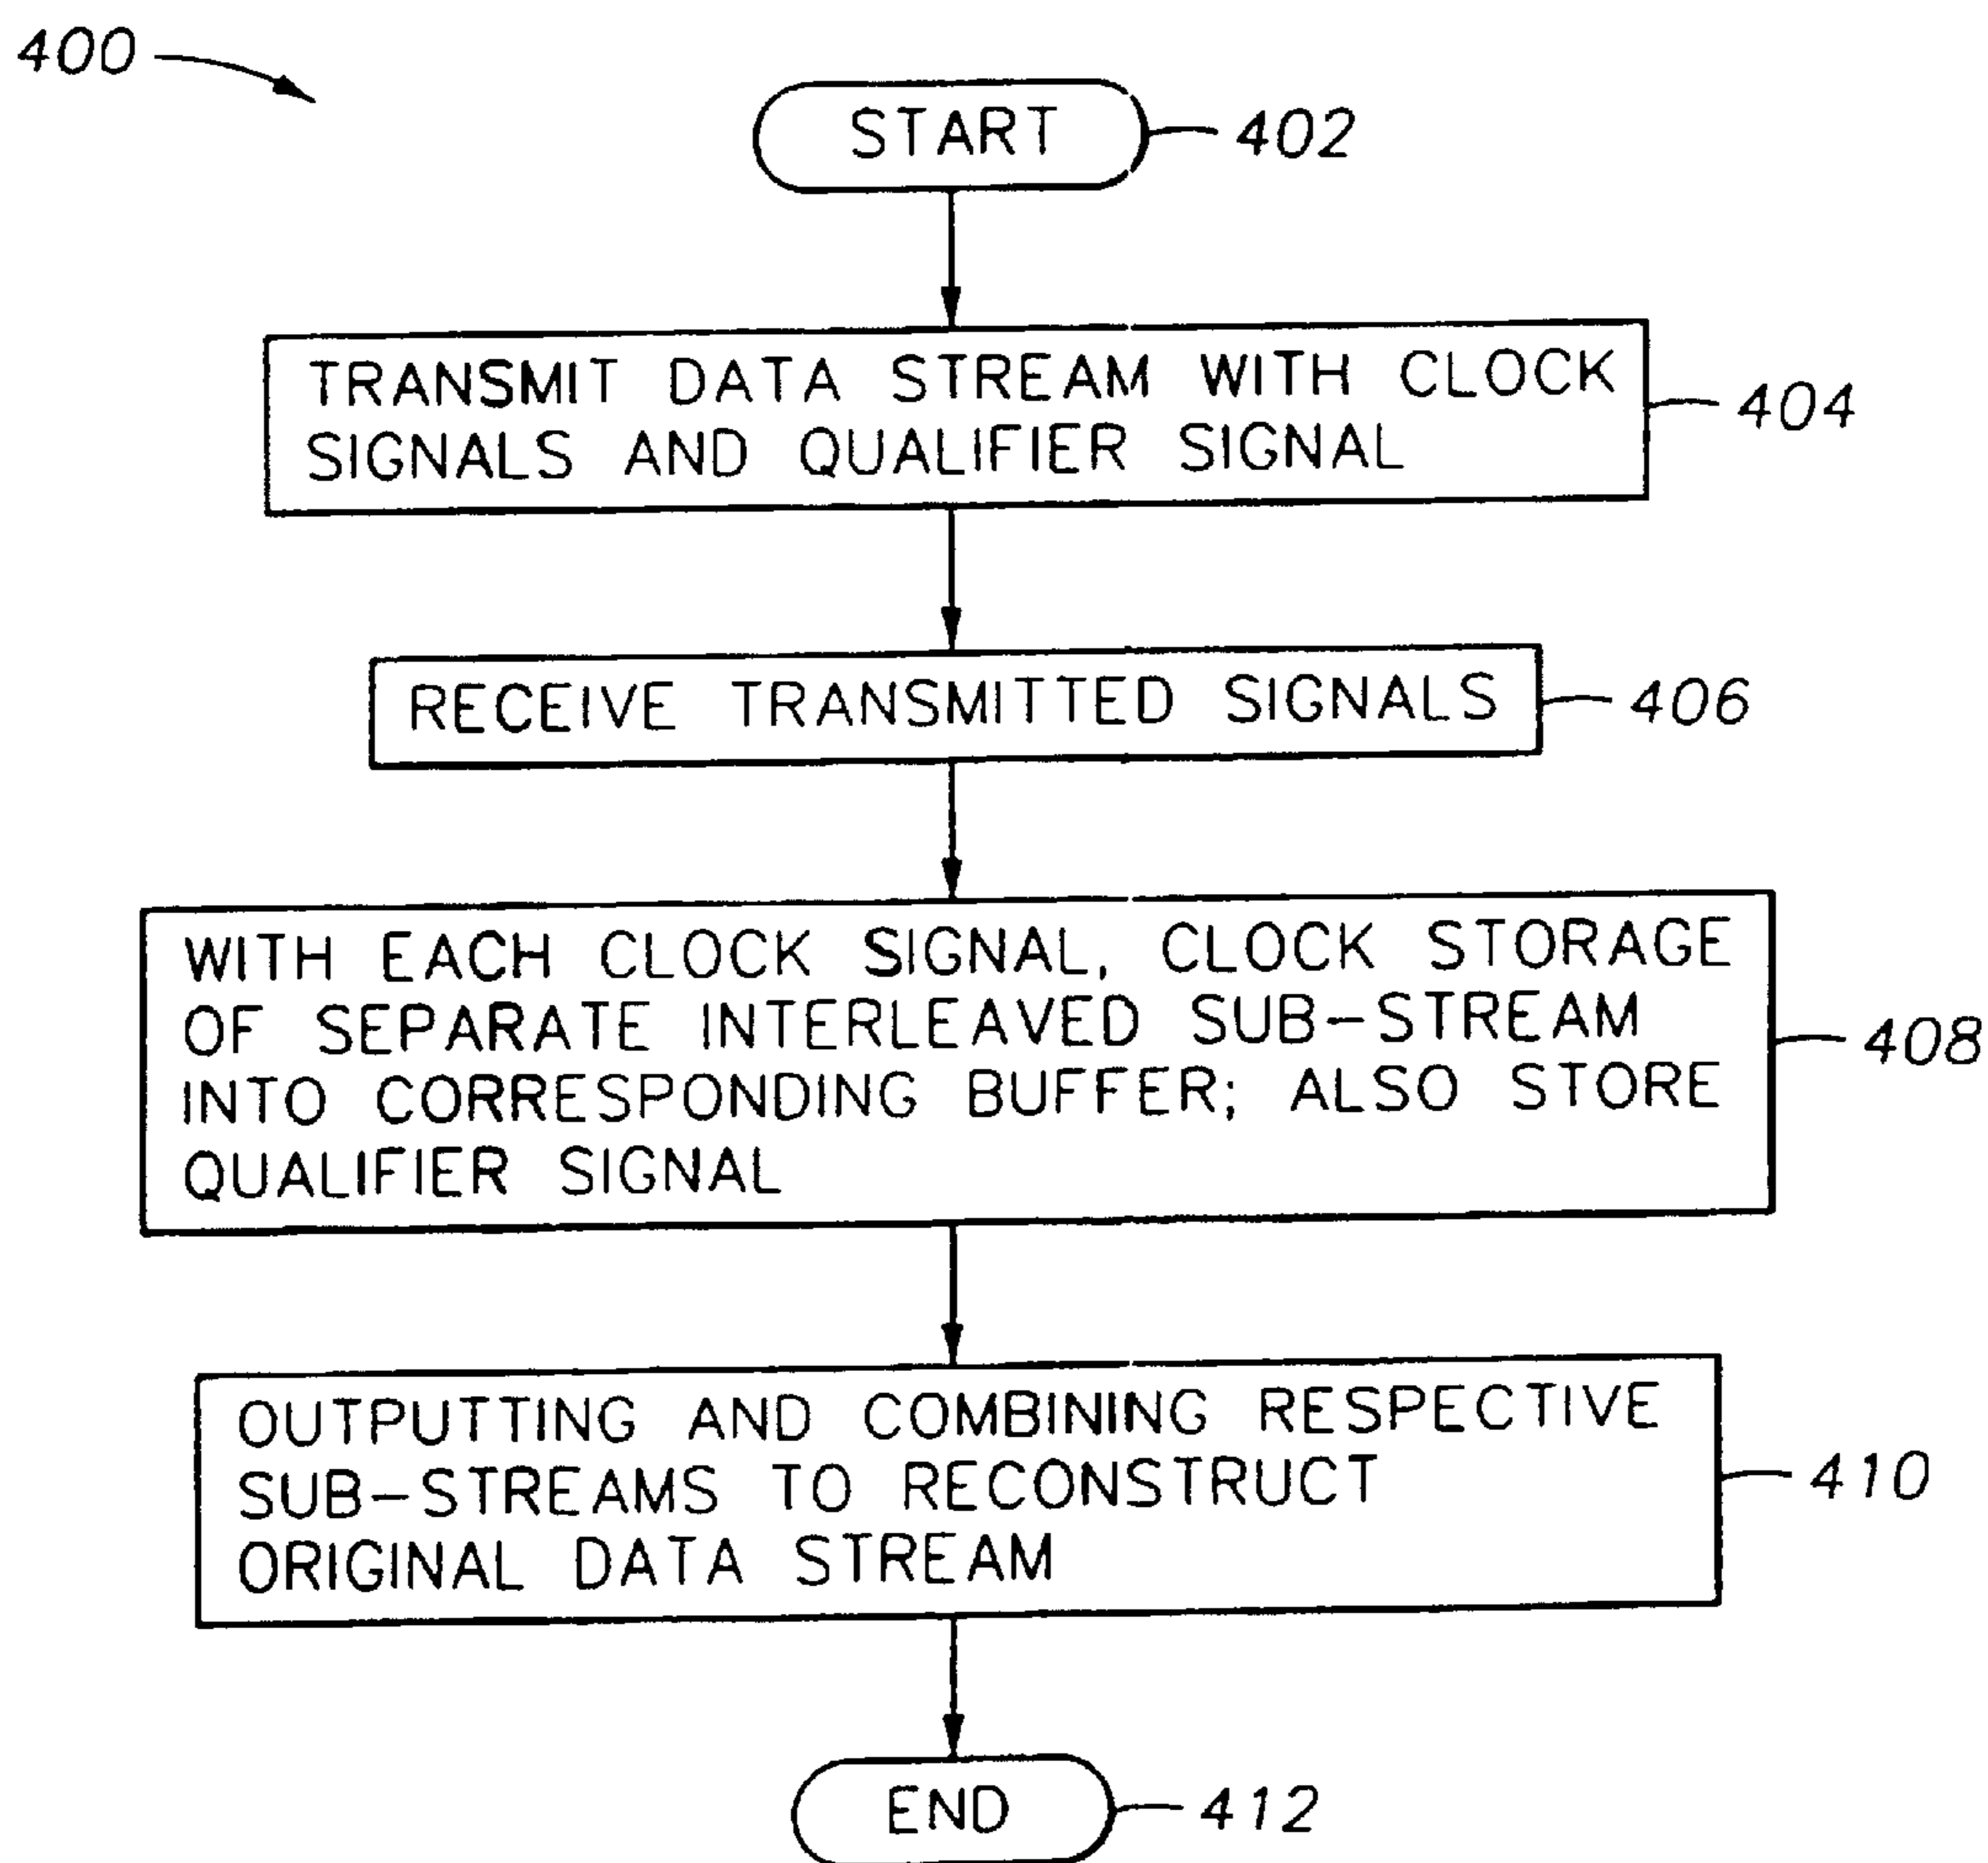 400
START
402
TRANSMIT DATA STREAM WITH CLOCK
SIGNALS AND QUALIFIER SIGNAL
404
RECEIVE TRANSMITTED SIGNALS
406
WITH EACH CLOCK SIGNAL, CLOCK STORAGE
OF SEPARATE INTERLEAVED SUB-STREAM
INTO CORRESPONDING BUFFER; ALSO STORE
QUALIFIER SIGNAL
408
OUTPUTTING AND COMBINING RESPECTIVE
SUB-STREAMS TO RECONSTRUCT
ORIGINAL DATA STREAM
410
END
412